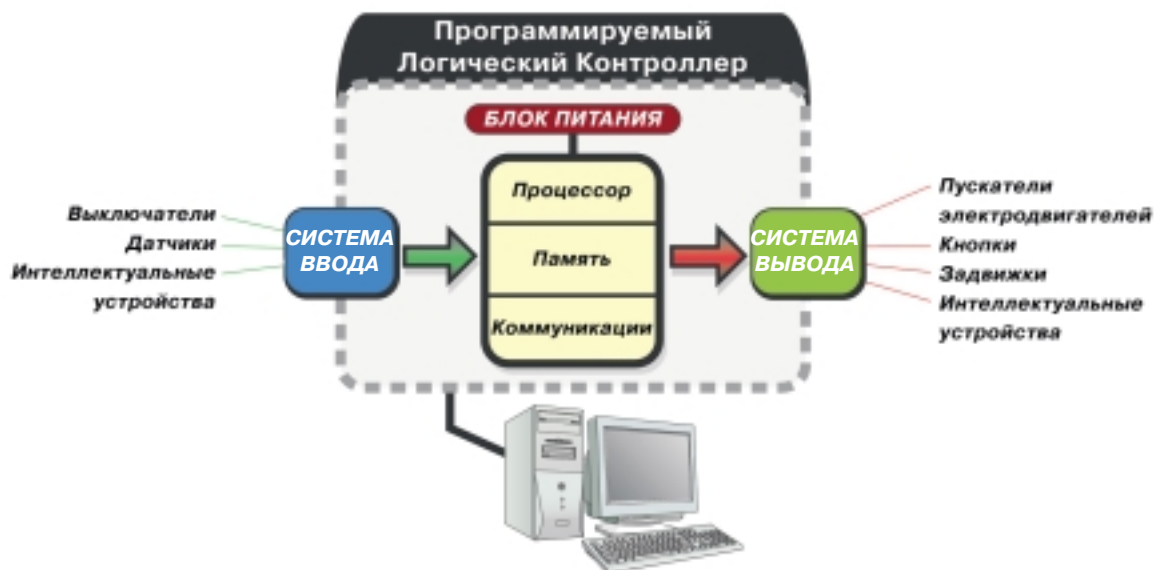 Программируемый
Логический Контроллер
БЛОК ПИТАНИЯ
Процессор
Память
Коммуникации
Выключатели
Датчики
Интеллектуальные
устройства
СИСТЕМА
ВВОДА
СИСТЕМА
ВЫВОДА
Пускатели
электродвигателей
Кнопки
Задвижки
Интеллектуальные
устройства